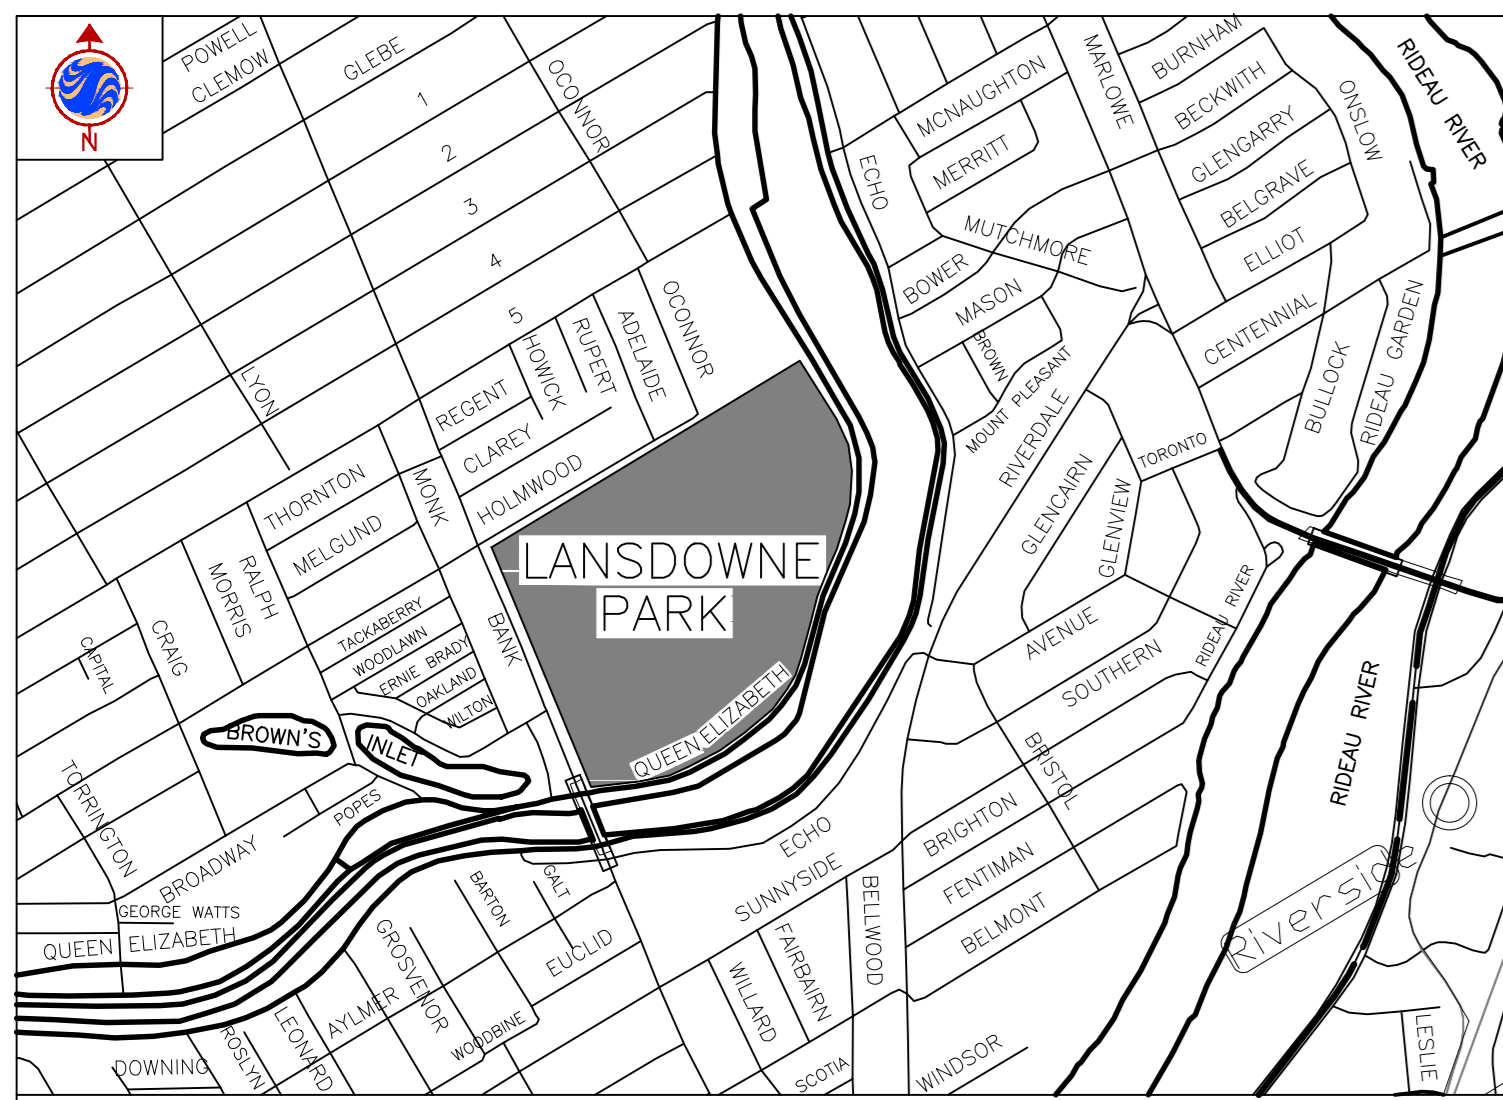 POWELL
CLEMOW
GLEBE
1
2
3
4
5
OCONNOR
N
ECHO
MCNAUGHTON
MERRITT
MARLOWE
BURNHAM
BECKWITH
GLENGARRY
BELGRAVE
ELLIOT
ONSLOW
RIDEAU RIVER
MUTCHMORE
BOWER
MASON
BROWN
MOUNT PLEASANT
RIVERDALE
CENTENNIAL
BULLOCK
RIDEAU GARDEN
LYON
REGENT
HOWICK
RUPERT
ADELAIDE
OCONNOR
CLAREY
HOLMWOOD
THORNTON
MELGUND
MONK
TORONTO
GLENCAIRN
GLENVIEW
LANSDOWNE
PARK
RALPH
MORRIS
CRAIG
CAPITAL
TACKABERRY
WOODLAWN
ERNIE BRADY
OAKLAND
WILTON
BANK
QUEEN ELIZABETH
BROWN'S
INLET
AVENUE
SOUTHERN
RIDEAU RIVER
RIDEAU RIVER
BRISTOL
TORRINGTON
POPES
BROADWAY
GEORGE WATTS
QUEEN ELIZABETH
ECHO
SUNNYSIDE
BRIGHTON
FENTIMAN
BELMONT
BELLWOOD
Riverside
GROSVENOR
BARTON
GALT
EUCLID
FAIRBAIRN
WILLARD
AYLMER
LEONARD
ROSLYN
WOODBINE
DOWNING
SCOTIA
WINDSOR
LESLIE